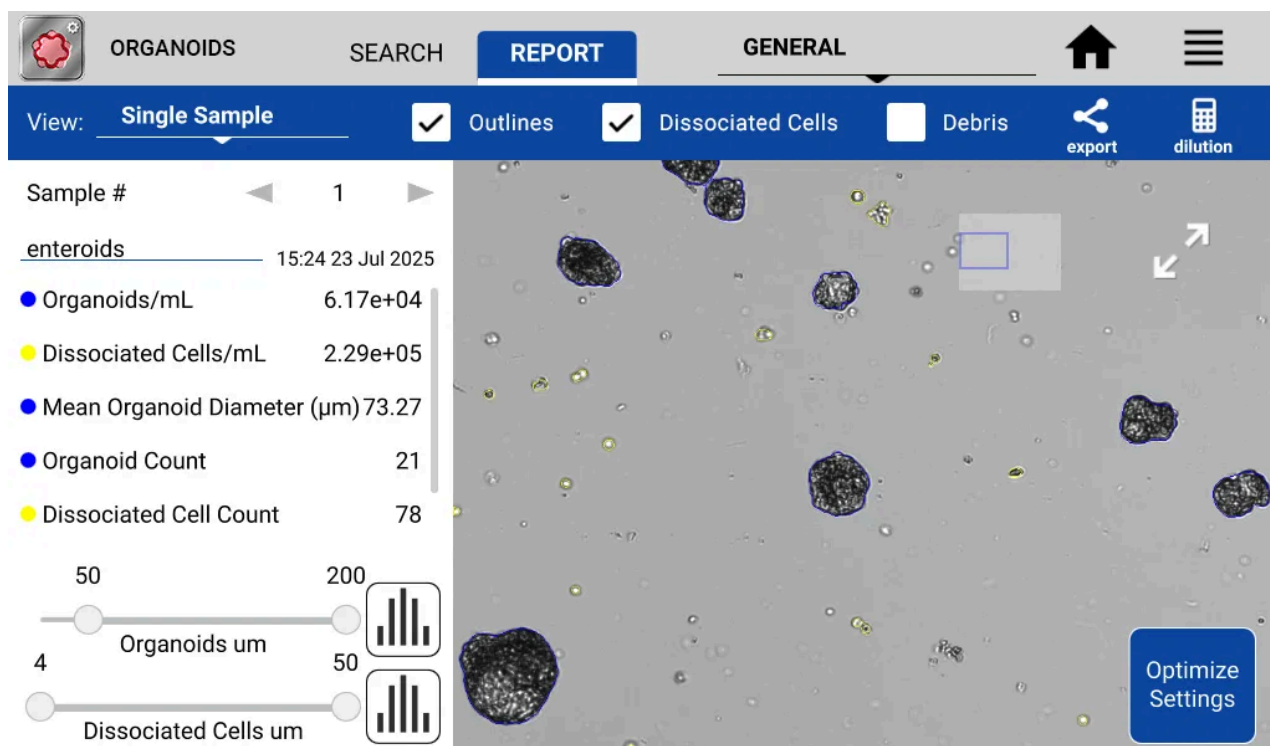 ORGANOIDS SEARCH REPORT GENERAL
View: Single Sample Outlines Dissociated Cells Debris export dilution
Sample # 1
enteroids 15:24 23 Jul 2025
Organoids/mL 6.17e+04
Dissociated Cells/mL 2.29e+05
Mean Organoid Diameter (μm) 73.27
Organoid Count 21
Dissociated Cell Count 78
50 200
Organoids um
4 50
Dissociated Cells um
Optimize
Settings